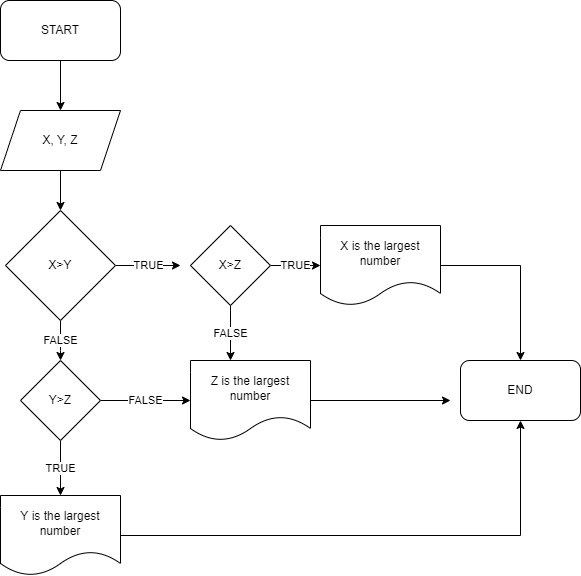 START
X, Y, Z
X>Y
TRUE
X>Z
TRUE
X is the largest
number
FALSE
FALSE
Y>Z
FALSE
Z is the largest
number
END
TRUE
Y is the largest
number